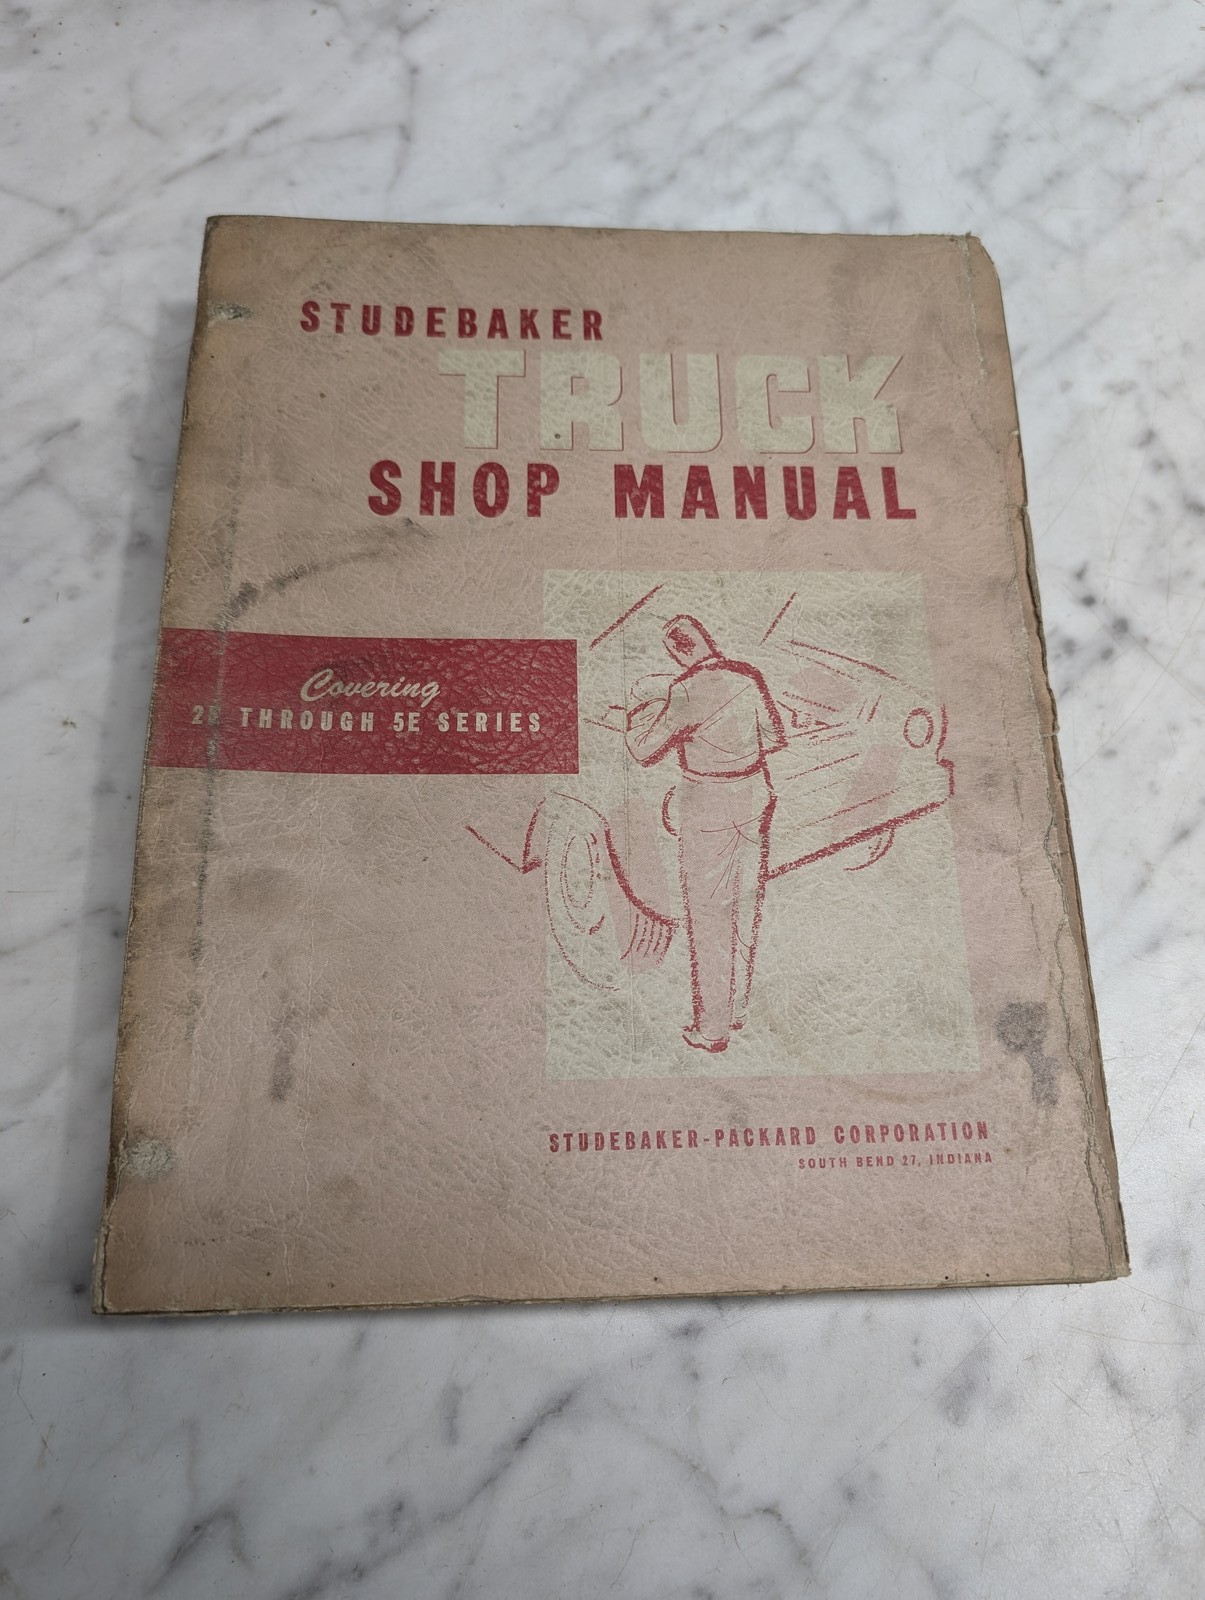 STUDEBAKER
TRUCK
SHOP MANUAL
Covering
THROUGH 5E SERIES
STUDEBAKER-PACKARD CORPORATION
SOUTH BEND 27, INDIANA